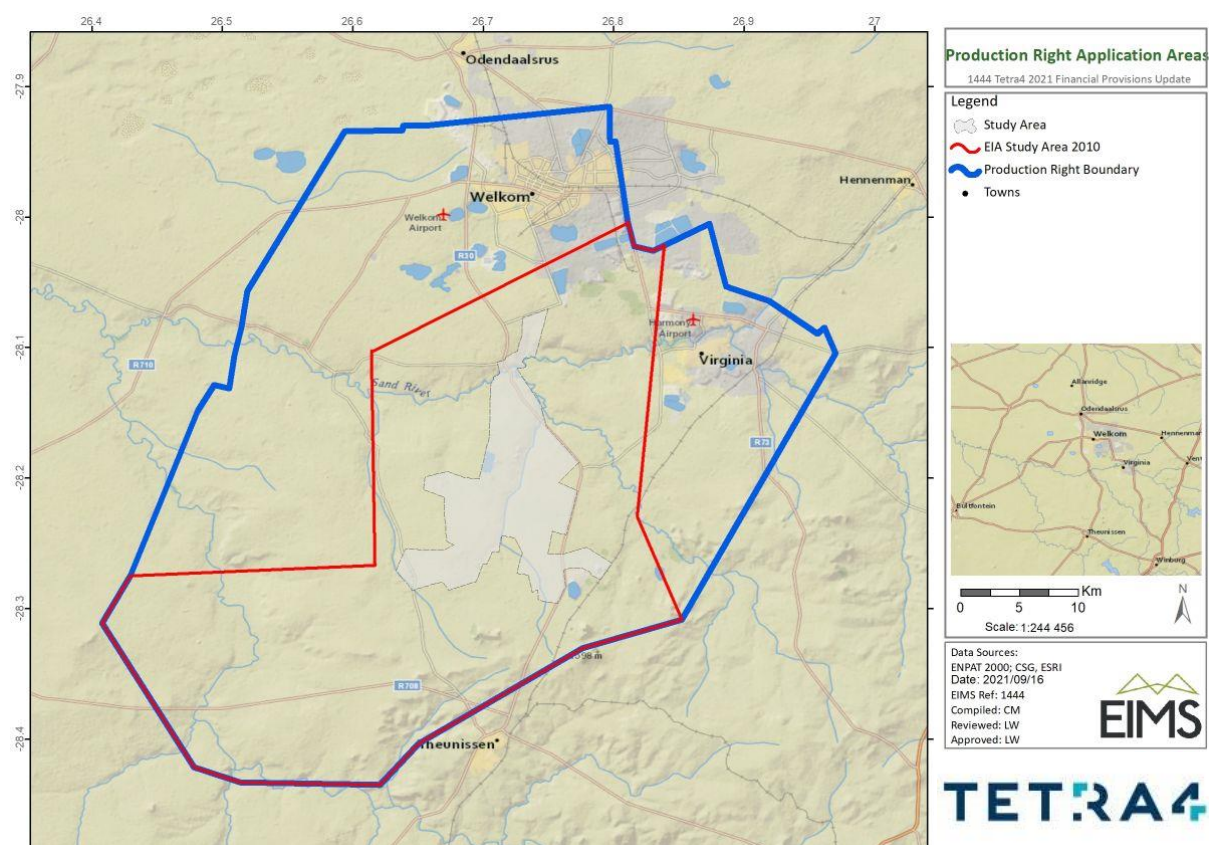 26.4 26.5 26.6 26.7 26.8 26.9 27
-27.9
-28
-28.1
-28.2
-28.3
-28.4
Odendaalsrus
Hennenman
Welkom
Welkom
Airport
R30
Harmony
Airport
Virginia
R710
Sand River
R73
R708
Theunissen
Production Right Application Areas
1444 Tetra4 2021 Financial Provisions Update
Legend
Study Area
EIA Study Area 2010
Production Right Boundary
Towns
Allanridge
Odendaalsrus
Welkom
Hennenman
Virginia
Ven
Bultfontein
Theunissen
Winburg
Km
0 5 10
N
Scale: 1:244 456
Data Sources:
ENPAT 2000; CSG, ESRI
Date: 2021/09/16
EIMS Ref: 1444
Compiled: CM
Reviewed: LW
Approved: LW
EIMS
TETRA4